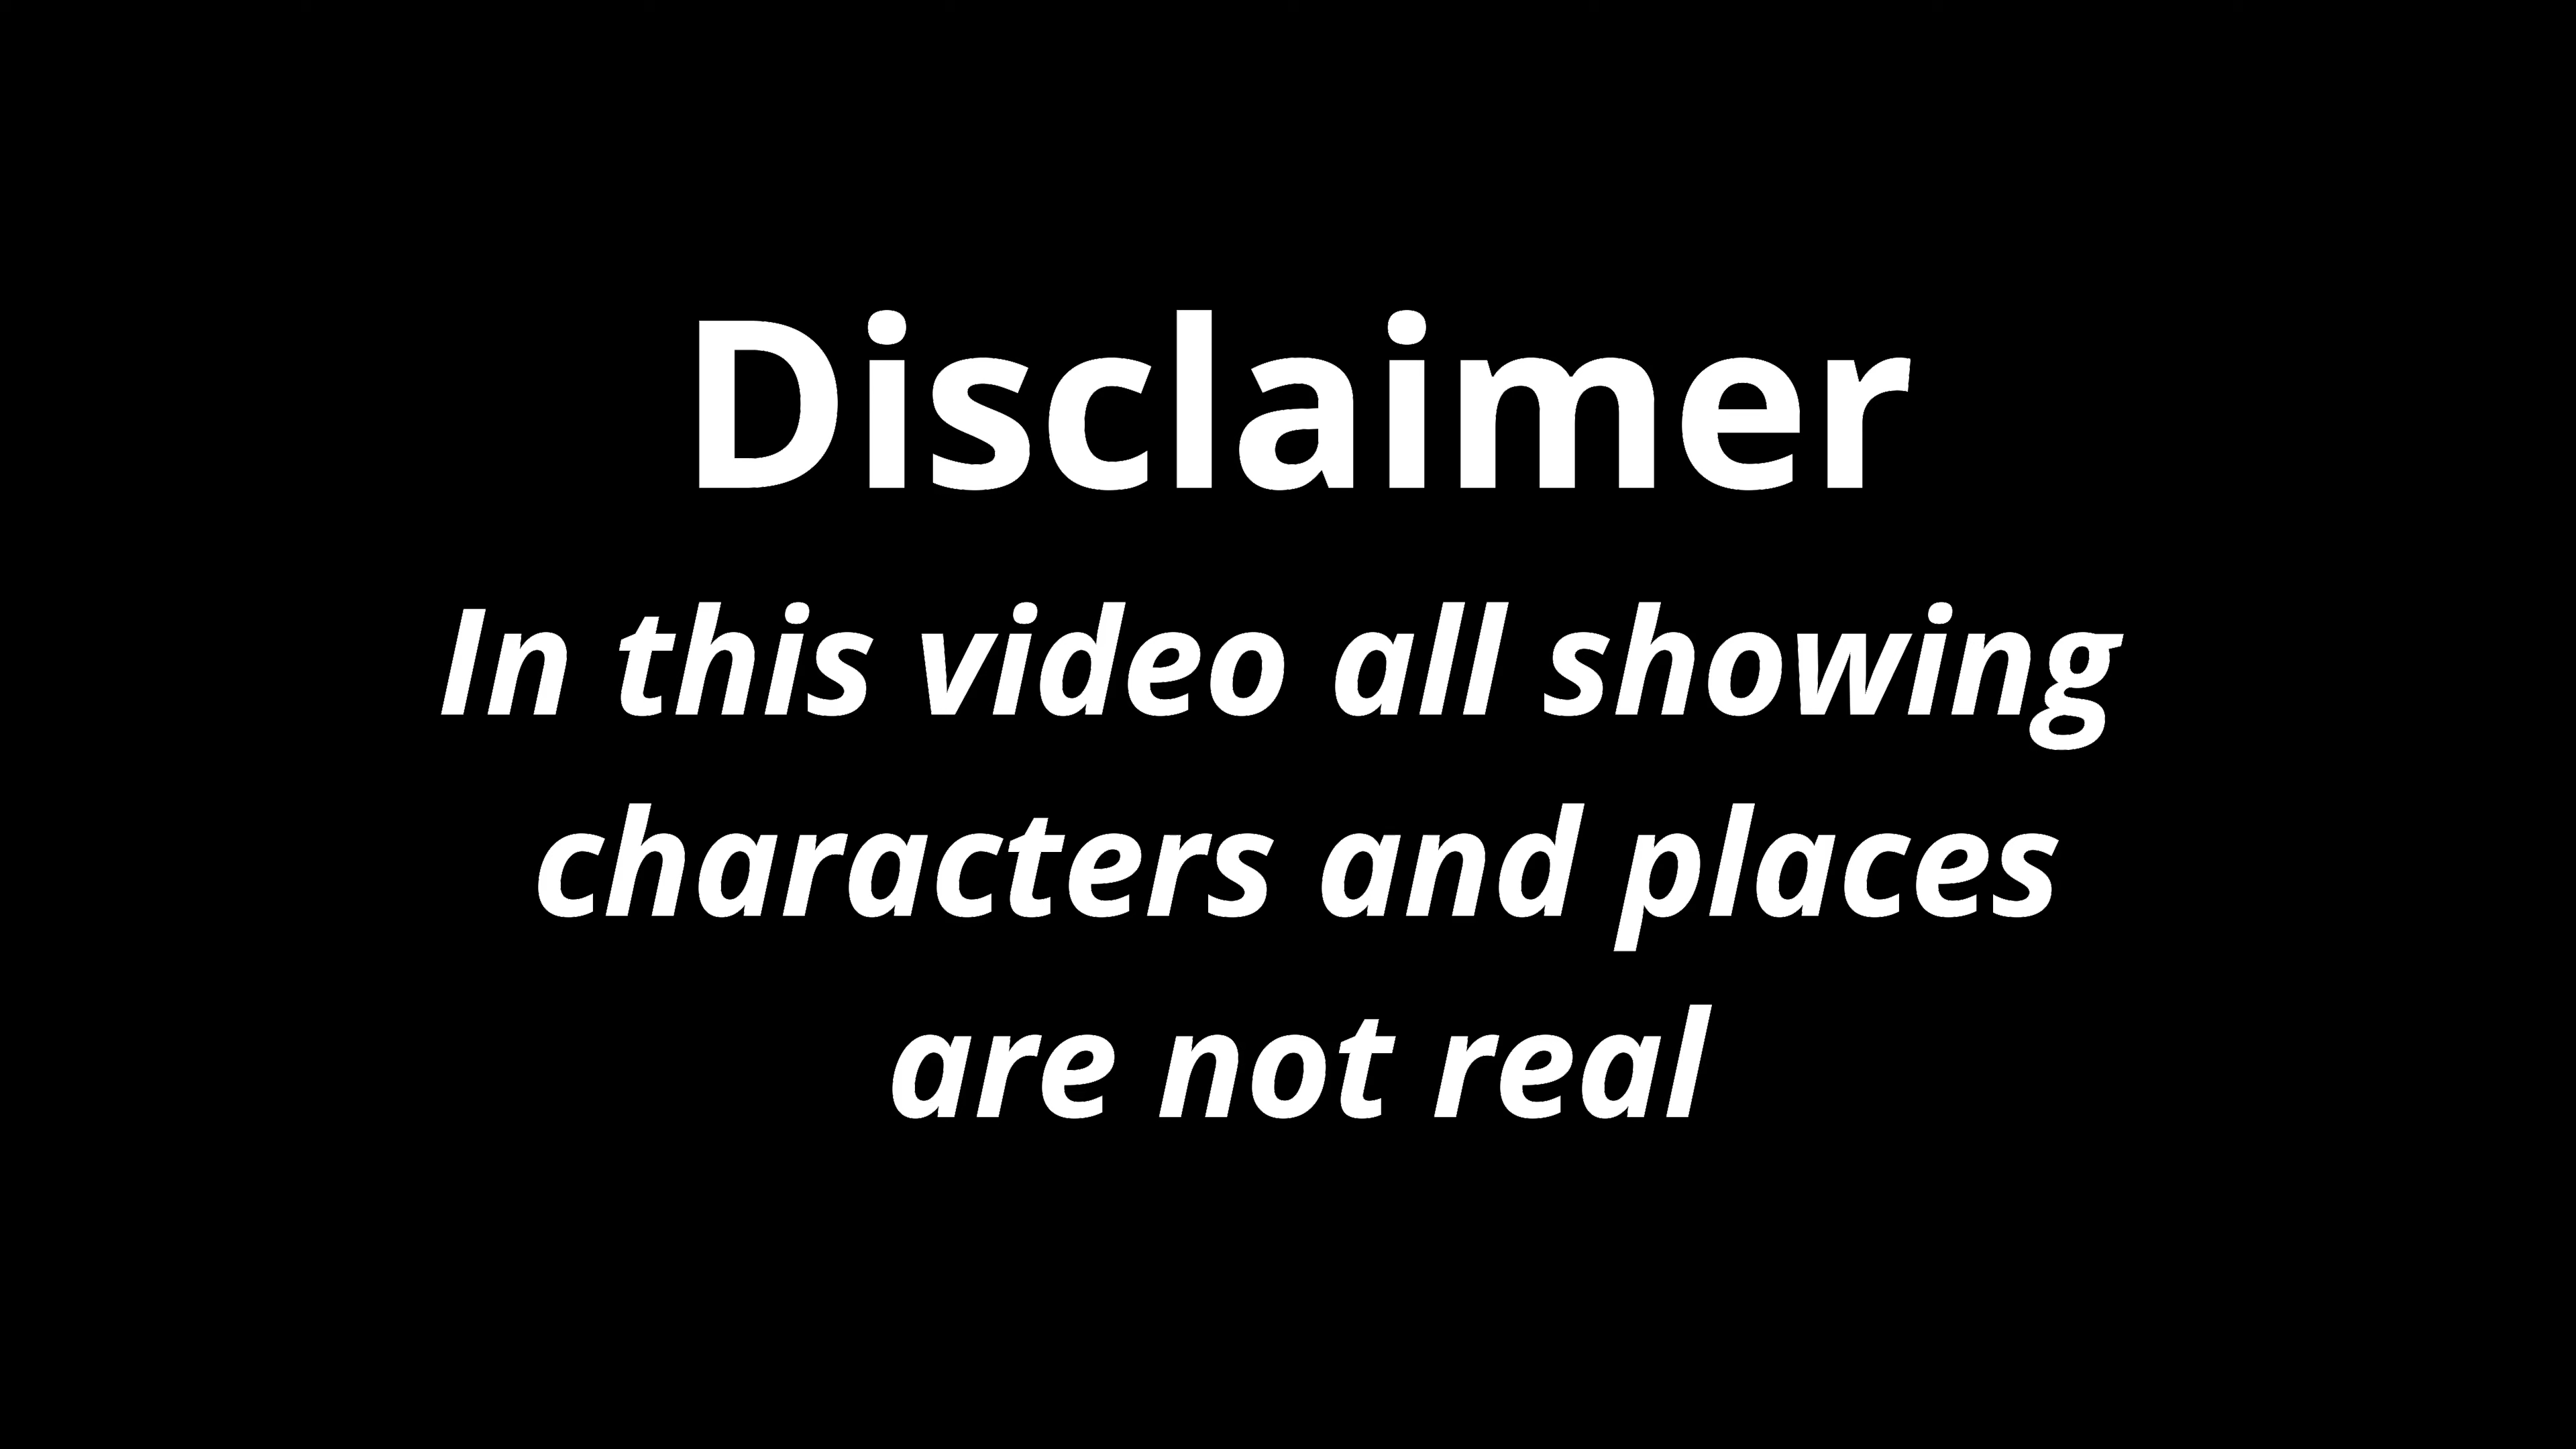 Disclaimer
In this video all showing
characters and places
are not real